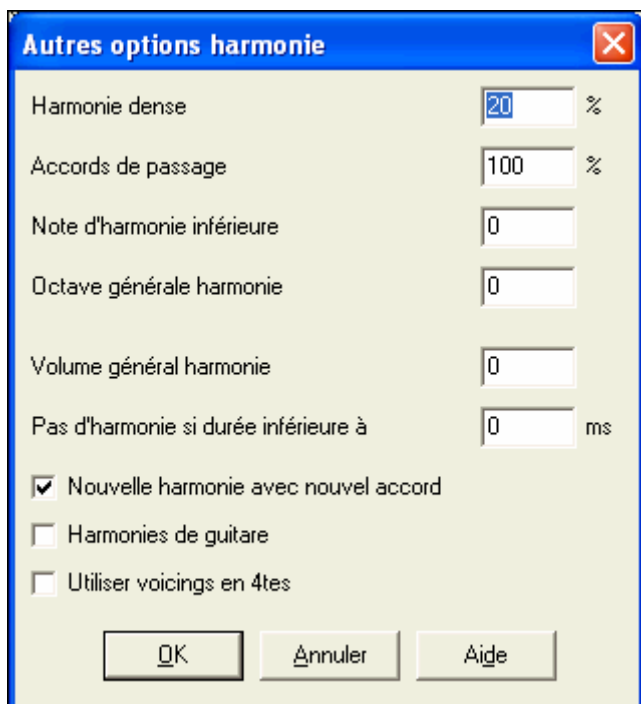 Autres options harmonie
Harmonie dense 20 %
Accords de passage 100 %
Note d'harmonie inférieure 0
Octave générale harmonie 0
Volume général harmonie 0
Pas d'harmonie si durée inférieure à 0 ms
Nouvelle harmonie avec nouvel accord
Harmonies de guitare
Utiliser voicings en 4tes
OK Annuler Aide